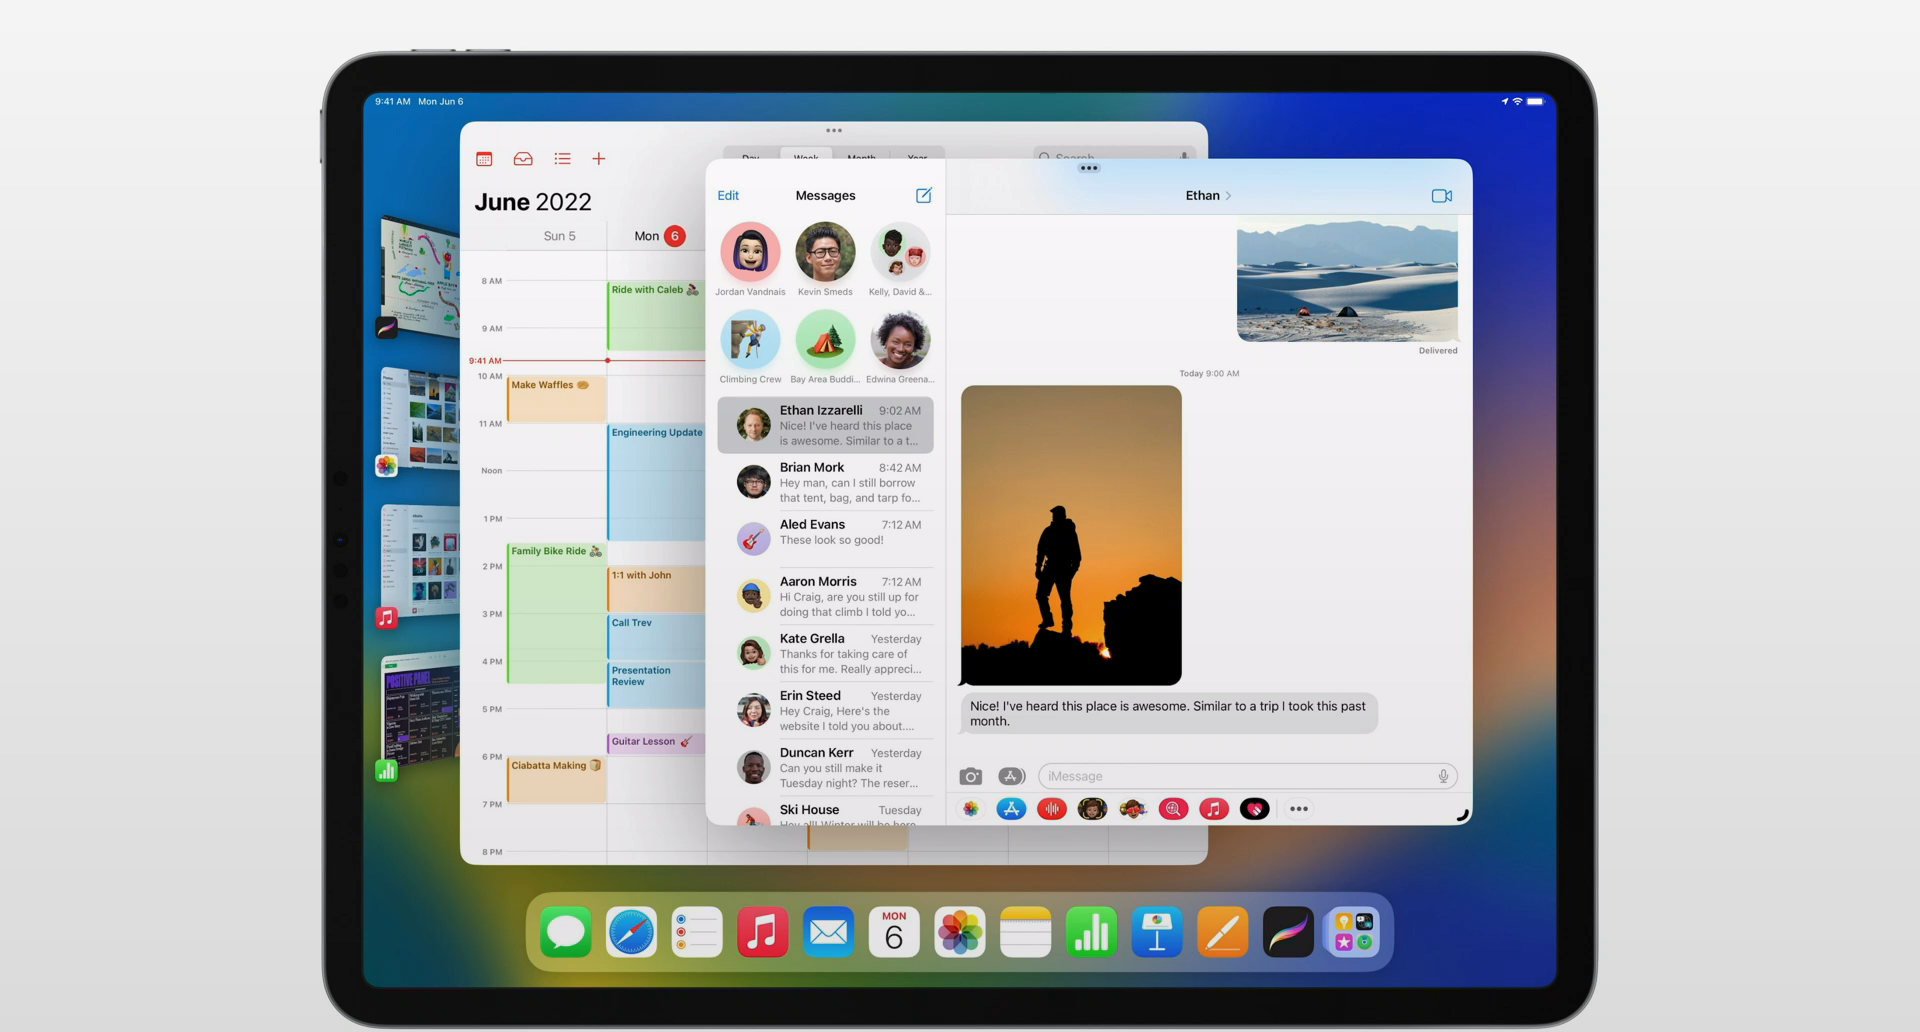 9:41 AM Mon Jun 6
Day Week Month Year
Search
June 2022
Sun 5
Mon 6
8 AM
Ride with Caleb 🚴
9 AM
9:41 AM
10 AM
Make Waffles 🧇
11 AM
Engineering Update
Noon
1 PM
Family Bike Ride 🚴
2 PM
1:1 with John
3 PM
Call Trev
4 PM
Presentation
Review
5 PM
Guitar Lesson 🎸
6 PM
Ciabatta Making 🍞
7 PM
8 PM
Edit
Messages
Jordan Vandnais
Kevin Smeds
Kelly, David &...
Climbing Crew
Bay Area Buddi...
Edwina Greena...
Ethan Izzarelli 9:02 AM
Nice! I've heard this place
is awesome. Similar to a t...
Brian Mork 8:42 AM
Hey man, can I still borrow
that tent, bag, and tarp fo...
Aled Evans 7:12 AM
These look so good!
Aaron Morris 7:12 AM
Hi Craig, are you still up for
doing that climb I told yo...
Kate Grella Yesterday
Thanks for taking care of
this for me. Really appreci...
Erin Steed Yesterday
Hey Craig, Here's the
website I told you about....
Duncan Kerr Yesterday
Can you still make it
Tuesday night? The reser...
Ski House Tuesday
Hey all! Winter will be here
Ethan >
Delivered
Today 9:00 AM
Nice! I've heard this place is awesome. Similar to a trip I took this past
month.
iMessage
POSITIVE PANEL
MON
6